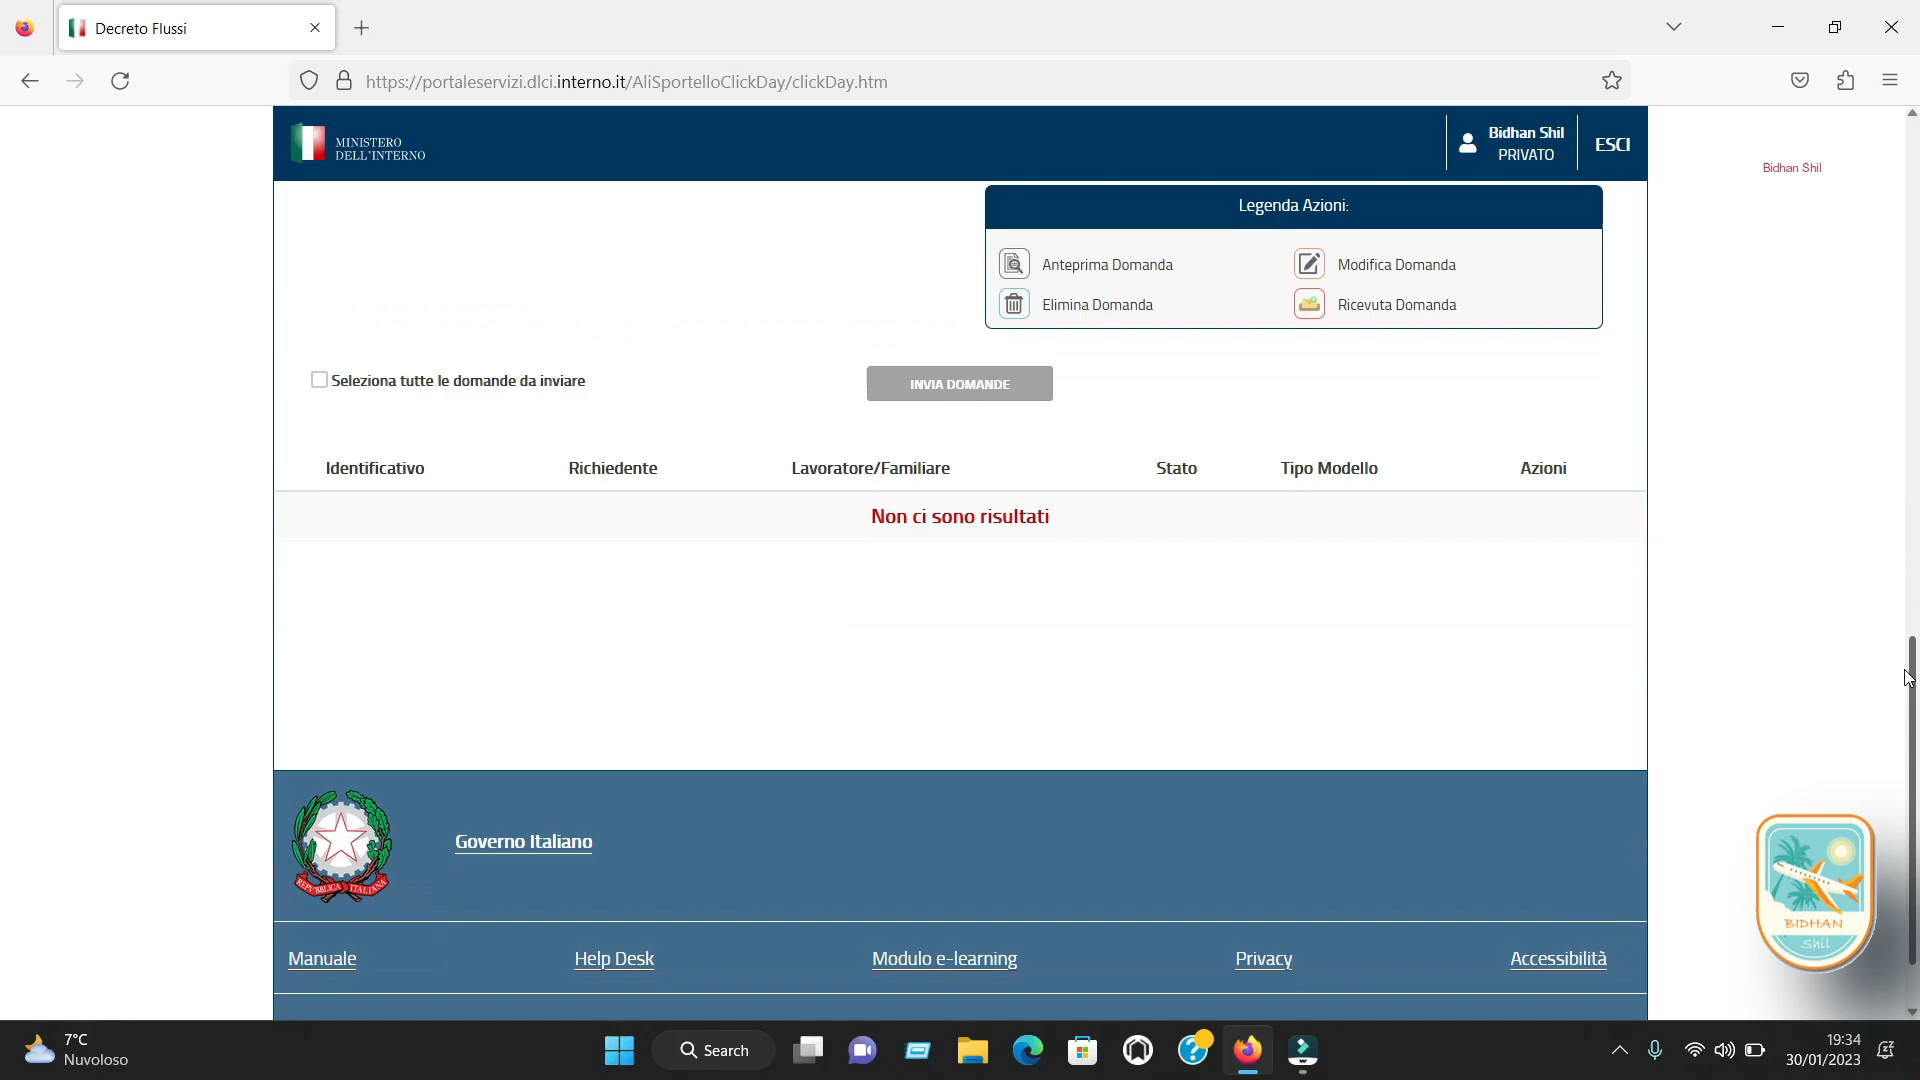 Decreto Flussi
https://portaleservizi.dlci.interno.it/AliSportelloClickDay/clickDay.htm
MINISTERO
DELL'INTERNO
Bidhan Shil
PRIVATO
ESCI
Bidhan Shil
Legenda Azioni:
Anteprima Domanda
Modifica Domanda
Elimina Domanda
Ricevuta Domanda
Seleziona tutte le domande da inviare
INVIA DOMANDE
Identificativo Richiedente Lavoratore/Familiare Stato Tipo Modello Azioni
Non ci sono risultati
REPVBBLICA ITALIANA
Governo Italiano
BIDHAN
Shil
Manuale Help Desk Modulo e-learning Privacy Accessibilità
7°C
Nuvoloso
Search
19:34
30/01/2023